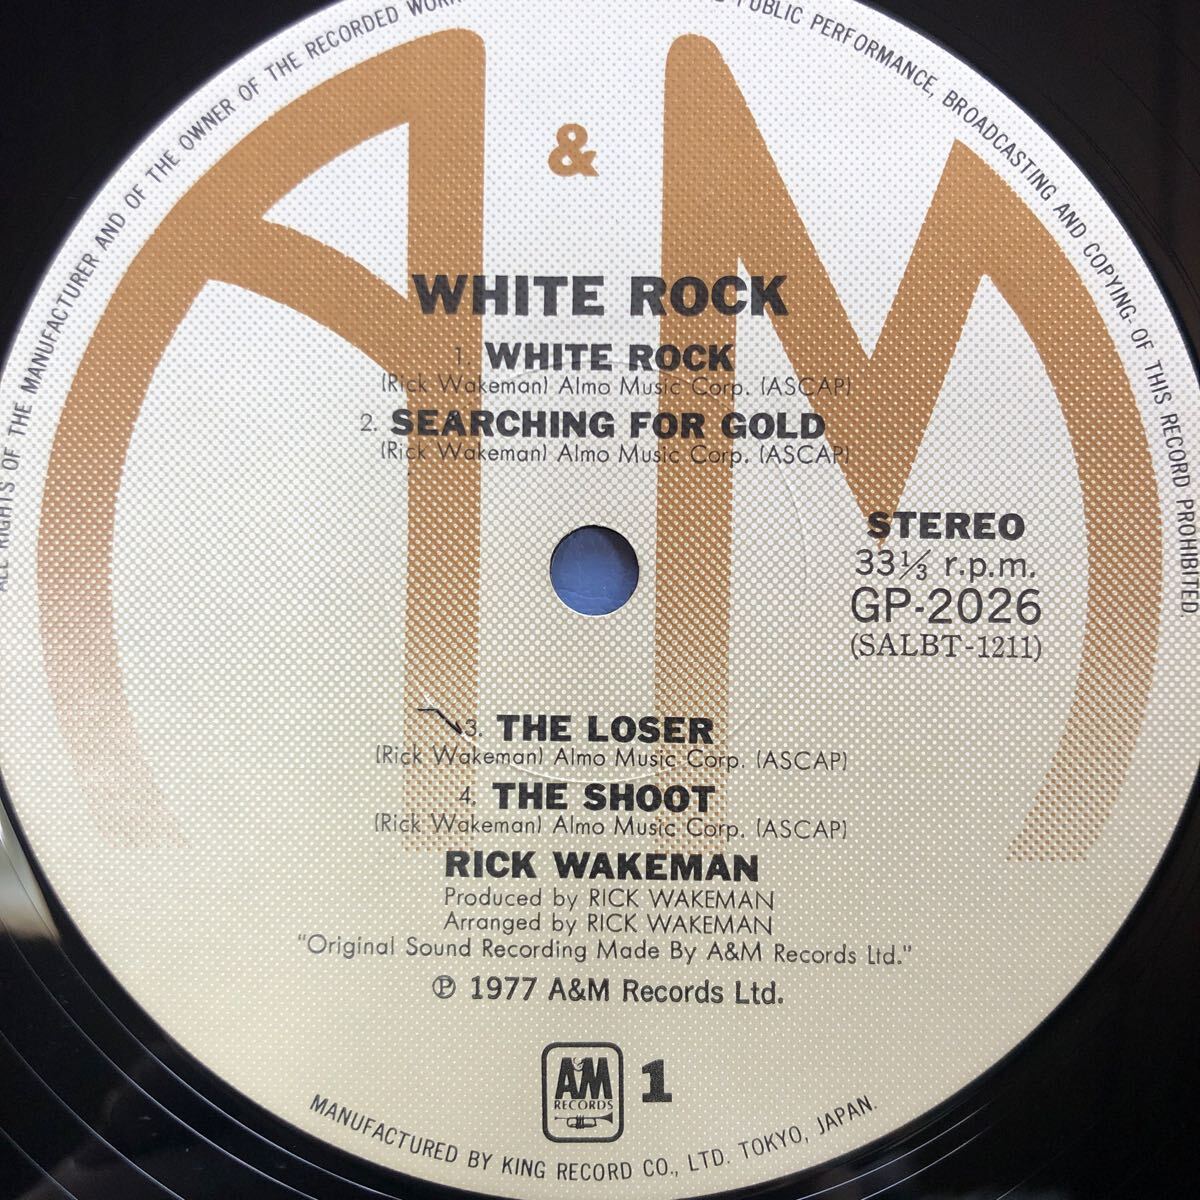 ALL RIGHTS OF THE MANUFACTURER AND OF THE OWNER OF THE RECORDED
PUBLIC PERFORMANCE, BROADCASTING AND COPYING- OF THIS RECORD PROHIBITED.
&
WHITE ROCK
1. WHITE ROCK
(Rick Wakeman) Almo Music Corp. (ASCAP)
2. SEARCHING FOR GOLD
(Rick Wakeman) Almo Music Corp. (ASCAP)
STEREO
33⅓ r.p.m.
GP-2026
(SALBT-1211)
3. THE LOSER
(Rick Wakeman) Almo Music Corp. (ASCAP)
4. THE SHOOT
(Rick Wakeman) Almo Music Corp. (ASCAP)
RICK WAKEMAN
Produced by RICK WAKEMAN
Arranged by RICK WAKEMAN
"Original Sound Recording Made By A&M Records Ltd."
℗ 1977 A&M Records Ltd.
A&M
RECORDS
1
MANUFACTURED BY KING RECORD CO., LTD. TOKYO, JAPAN.